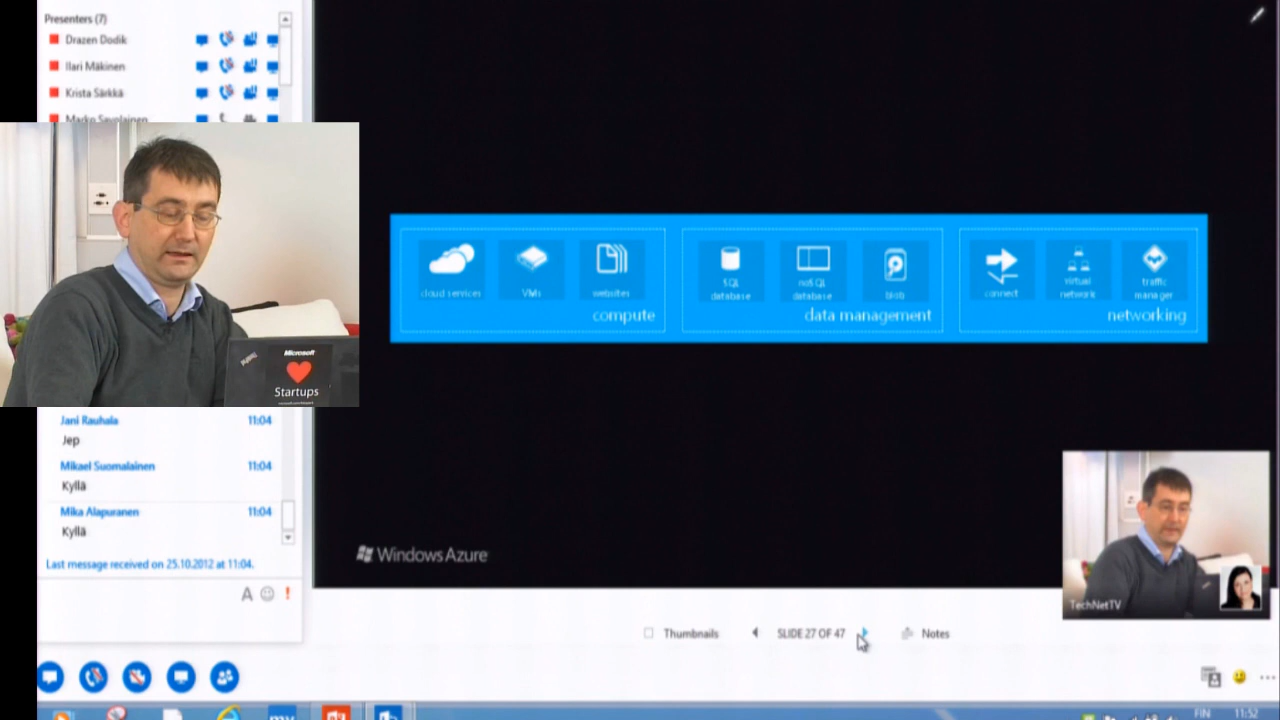 Presenters (7)
Drazen Dodik
Ilari Mäkinen
Krista Särkkä
Marko Savolainen
Microsoft
Startups
Jani Rauhala 11:04
Jep
Mikael Suomalainen 11:04
Kyllä
Mika Alapuranen 11:04
Kyllä
Last message received on 25.10.2012 at 11:04.
A
cloud services VMs websites
compute
SQL database noSQL database blob
data management
connect virtual network traffic manager
networking
Windows Azure
TechNetTV
Thumbnails SLIDE 27 OF 47 Notes
FIN 11:52